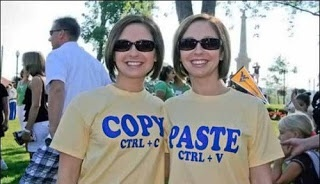 COPY
CTRL + C
PASTE
CTRL + V